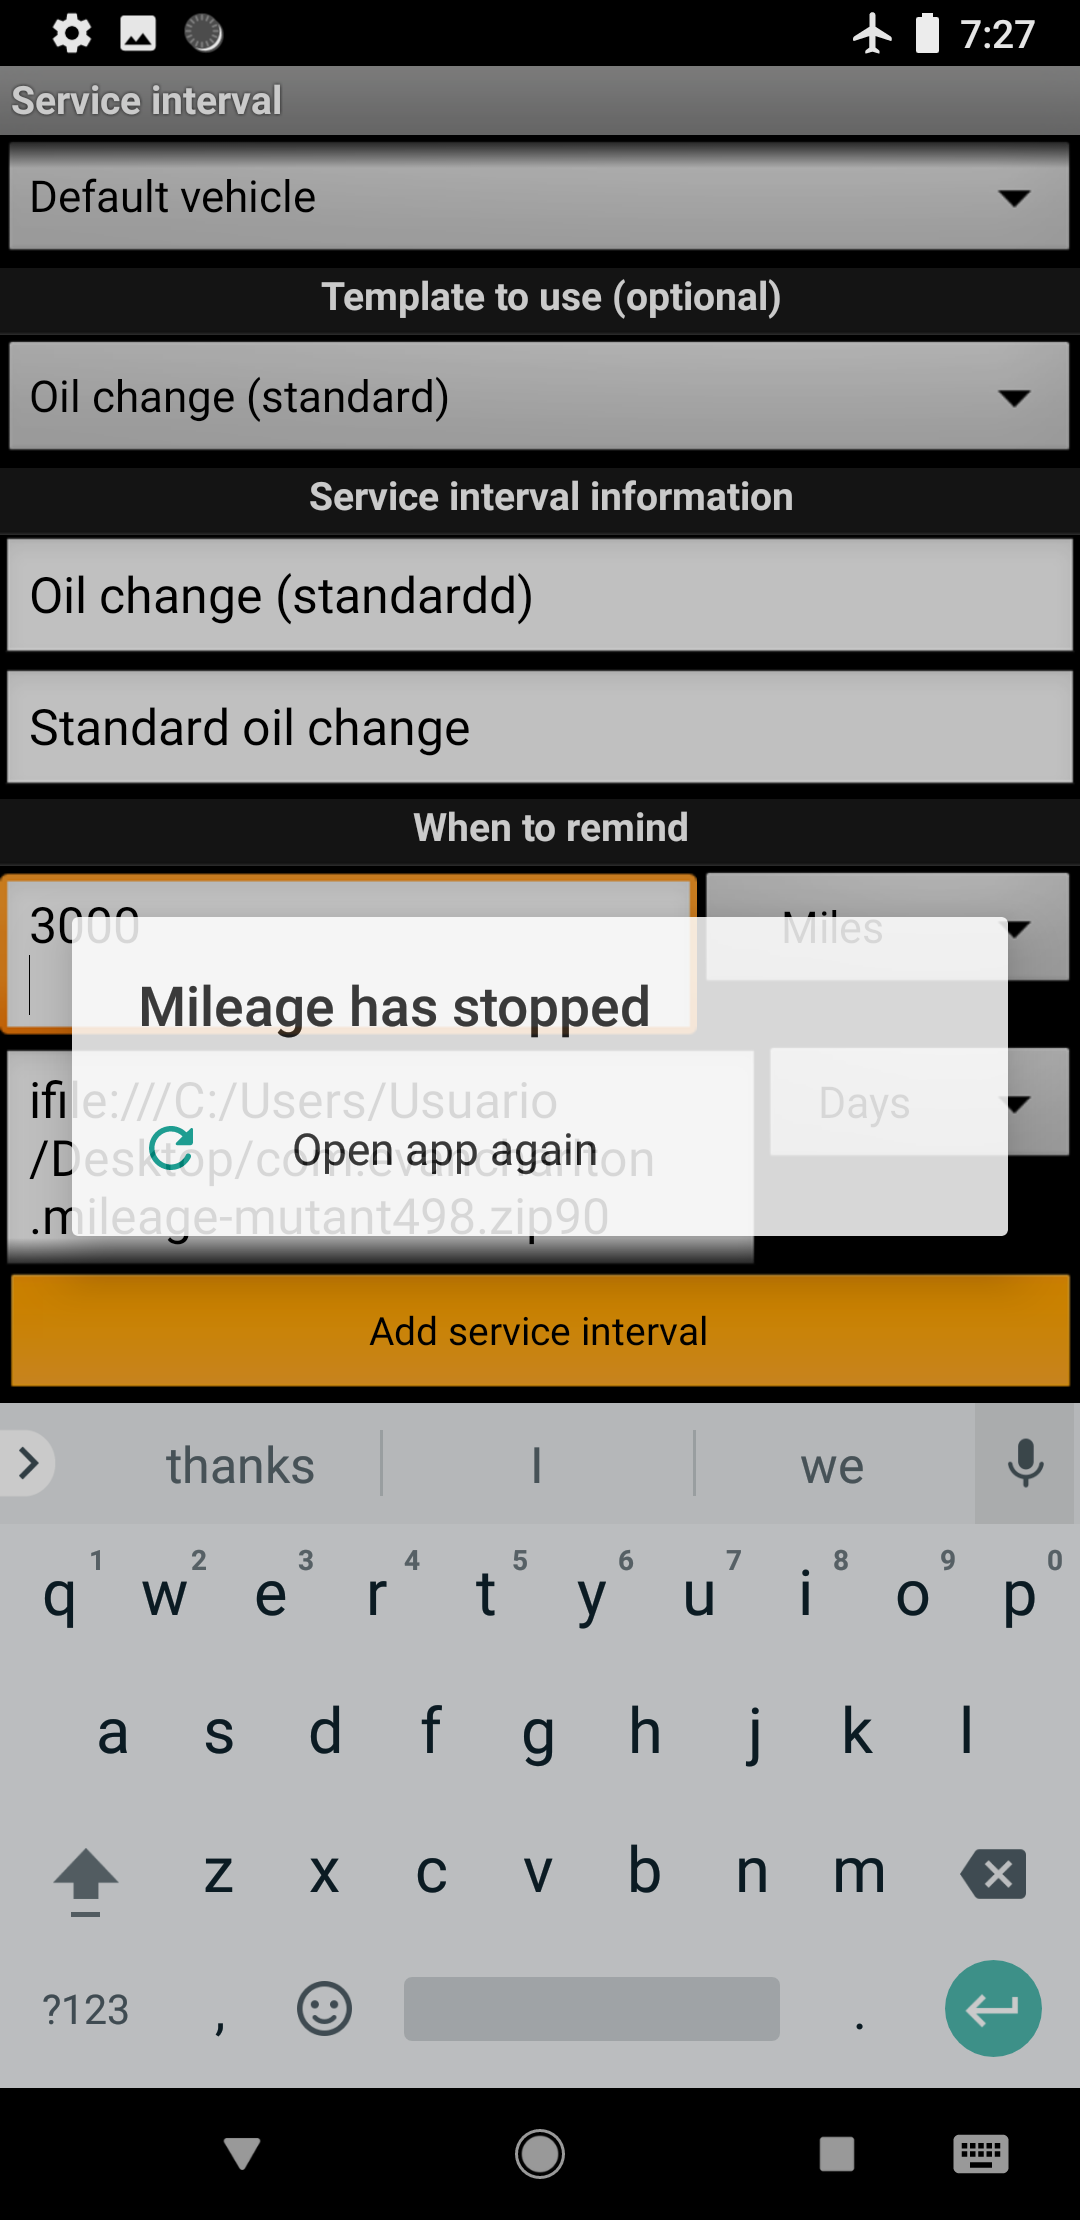 7:27
Service interval
Default vehicle
Template to use (optional)
Oil change (standard)
Service interval information
Oil change (standardd)
Standard oil change
When to remind
3000
Miles
Mileage has stopped
ifile:///C:/Users/Usuario
Days
/Desktop/com.evancharlton
Open app again
.mileage-mutant498.zip90
Add service interval
thanks I we
1 2 3 4 5 6 7 8 9 0
q w e r t y u i o p
a s d f g h j k l
z x c v b n m
?123 , .